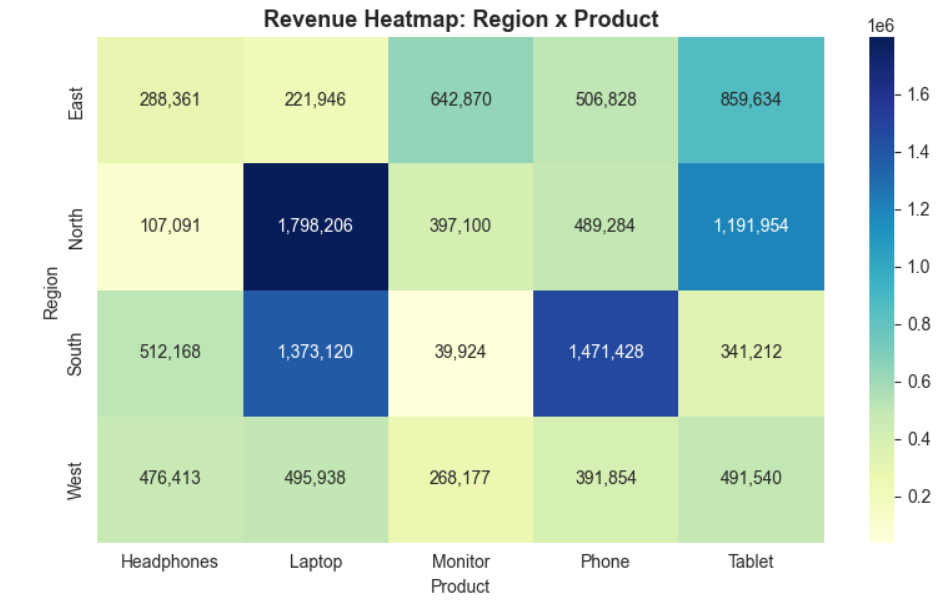 Revenue Heatmap: Region x Product
1e6
East 288,361 221,946 642,870 506,828 859,634
North 107,091 1,798,206 397,100 489,284 1,191,954
South 512,168 1,373,120 39,924 1,471,428 341,212
West 476,413 495,938 268,177 391,854 491,540
Region
Headphones Laptop Monitor Phone Tablet
Product
1.6
1.4
1.2
1.0
0.8
0.6
0.4
0.2